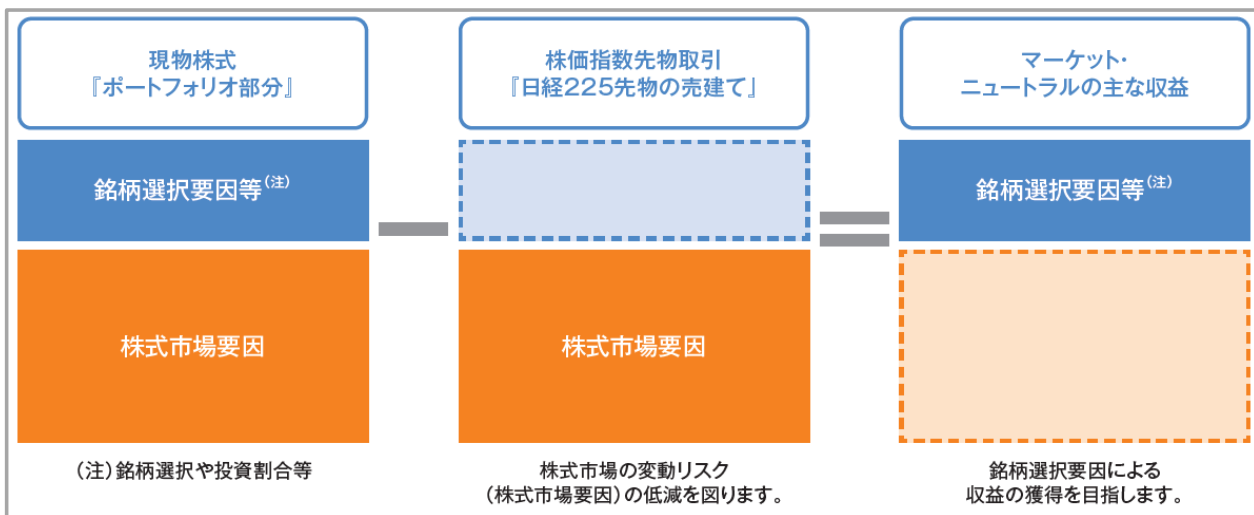 現物株式
『ポートフォリオ部分』
株価指数先物取引
『日経225先物の売建て』
マーケット・
ニュートラルの主な収益
銘柄選択要因等(注)
銘柄選択要因等(注)
株式市場要因
株式市場要因
(注)銘柄選択や投資割合等
株式市場の変動リスク
(株式市場要因)の低減を図ります。
銘柄選択要因による
収益の獲得を目指します。